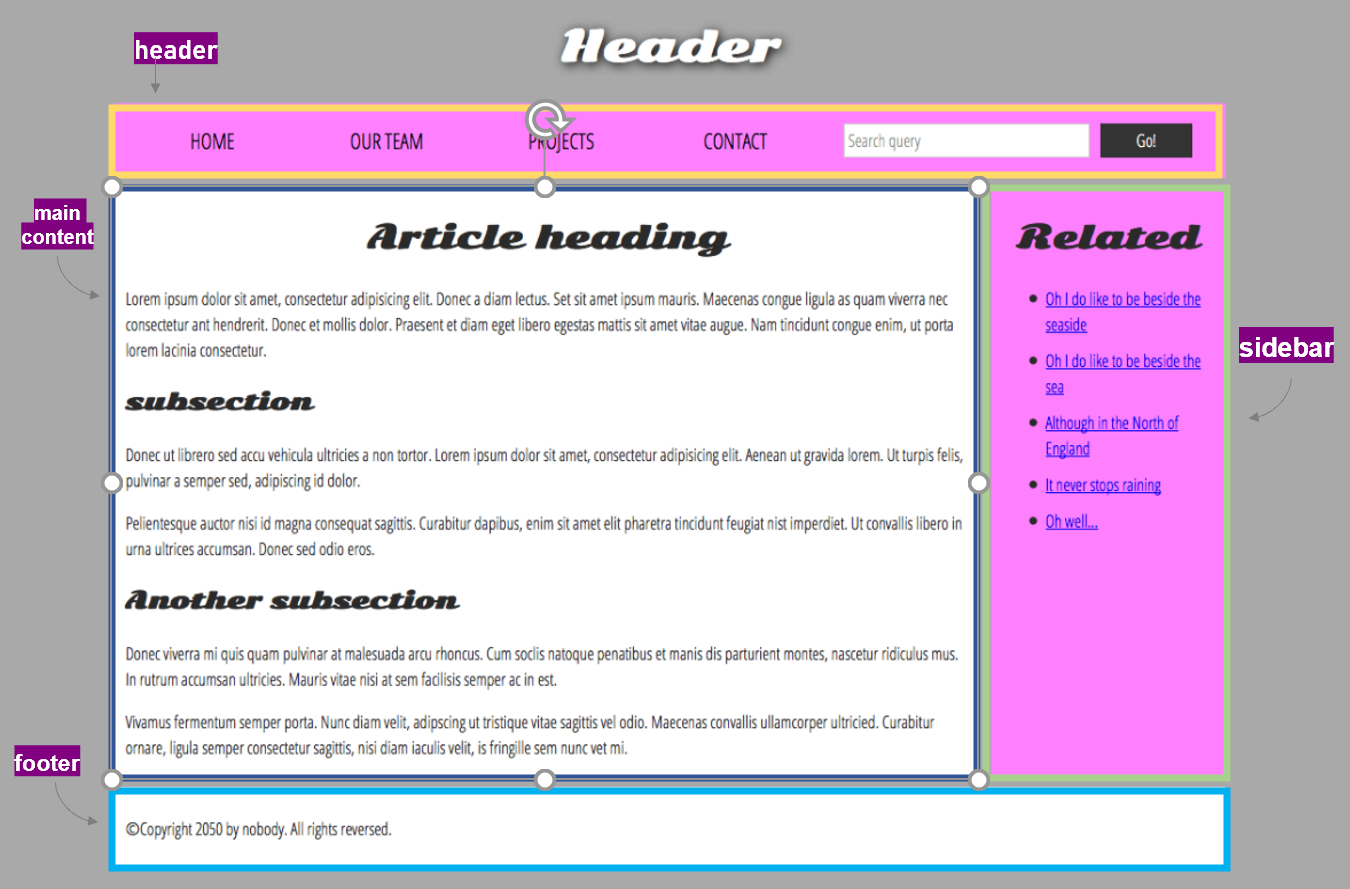 Header
header
HOME OUR TEAM PROJECTS CONTACT Search query Go!
main
content
Article heading
Lorem ipsum dolor sit amet, consectetur adipisicing elit. Donec a diam lectus. Set sit amet ipsum mauris. Maecenas congue ligula as quam viverra nec
consectetur ant hendrerit. Donec et mollis dolor. Praesent et diam eget libero egestas mattis sit amet vitae augue. Nam tincidunt congue enim, ut porta
lorem lacinia consectetur.
subsection
Donec ut librero sed accu vehicula ultricies a non tortor. Lorem ipsum dolor sit amet, consectetur adipisicing elit. Aenean ut gravida lorem. Ut turpis felis,
pulvinar a semper sed, adipiscing id dolor.
Pelientesque auctor nisi id magna consequat sagittis. Curabitur dapibus, enim sit amet elit pharetra tincidunt feugiat nist imperdiet. Ut convallis libero in
urna ultrices accumsan. Donec sed odio eros.
Another subsection
Donec viverra mi quis quam pulvinar at malesuada arcu rhoncus. Cum soclis natoque penatibus et manis dis parturient montes, nascetur ridiculus mus.
In rutrum accumsan ultricies. Mauris vitae nisi at sem facilisis semper ac in est.
Vivamus fermentum semper porta. Nunc diam velit, adipscing ut tristique vitae sagittis vel odio. Maecenas convallis ullamcorper ultricied. Curabitur
ornare, ligula semper consectetur sagittis, nisi diam iaculis velit, is fringille sem nunc vet mi.
Related
Oh I do like to be beside the
seaside
Oh I do like to be beside the
sea
Although in the North of
England
It never stops raining
Oh well...
sidebar
footer
©Copyright 2050 by nobody. All rights reversed.